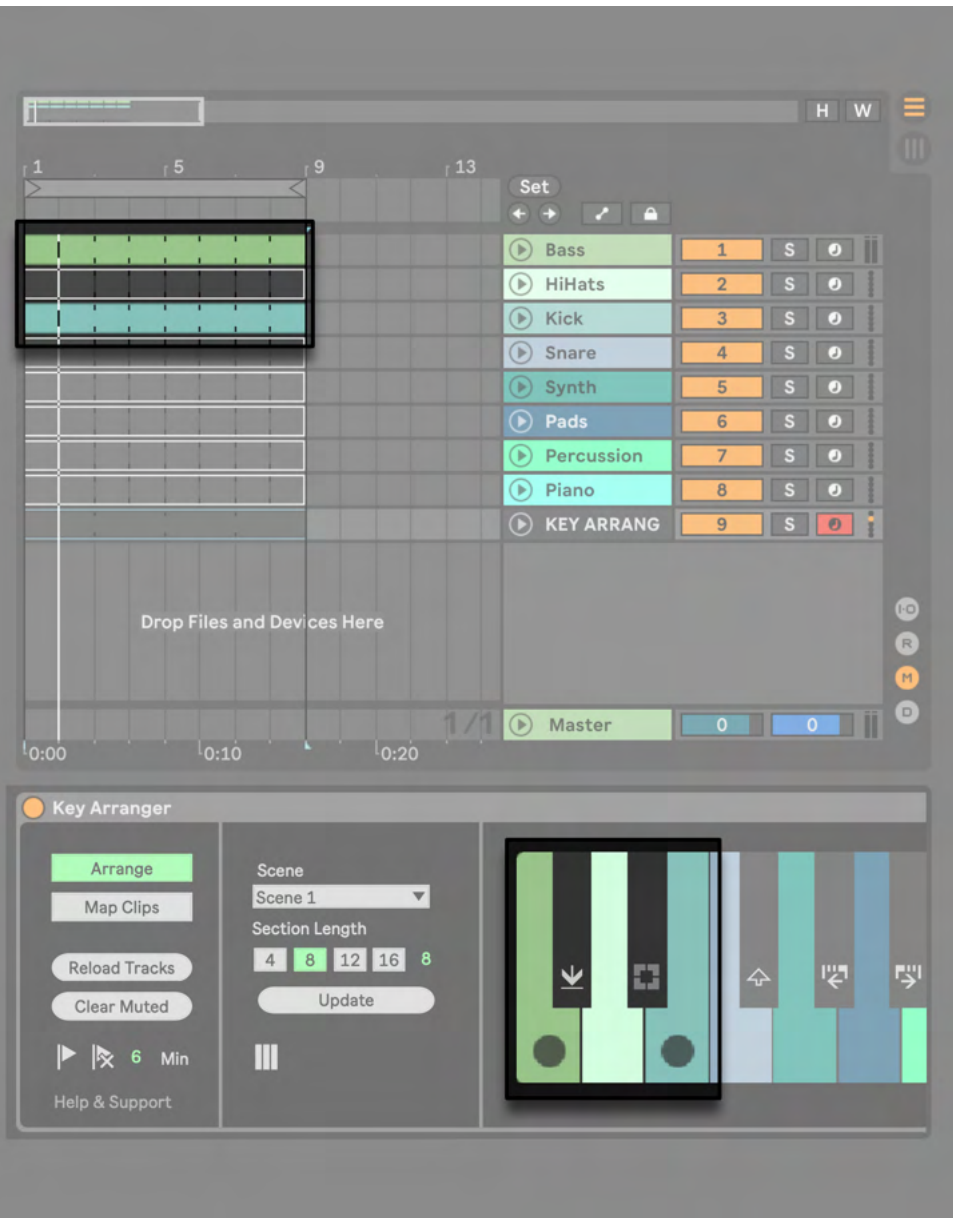 H W
1 5 9 13
Set
Bass 1 S
HiHats 2 S
Kick 3 S
Snare 4 S
Synth 5 S
Pads 6 S
Percussion 7 S
Piano 8 S
KEY ARRANG 9 S
Drop Files and Devices Here
I·O
R
M
D
1/1 Master 0 0
0:00 0:10 0:20
Key Arranger
Arrange
Map Clips
Reload Tracks
Clear Muted
6 Min
Help & Support
Scene
Scene 1
Section Length
4 8 12 16 8
Update